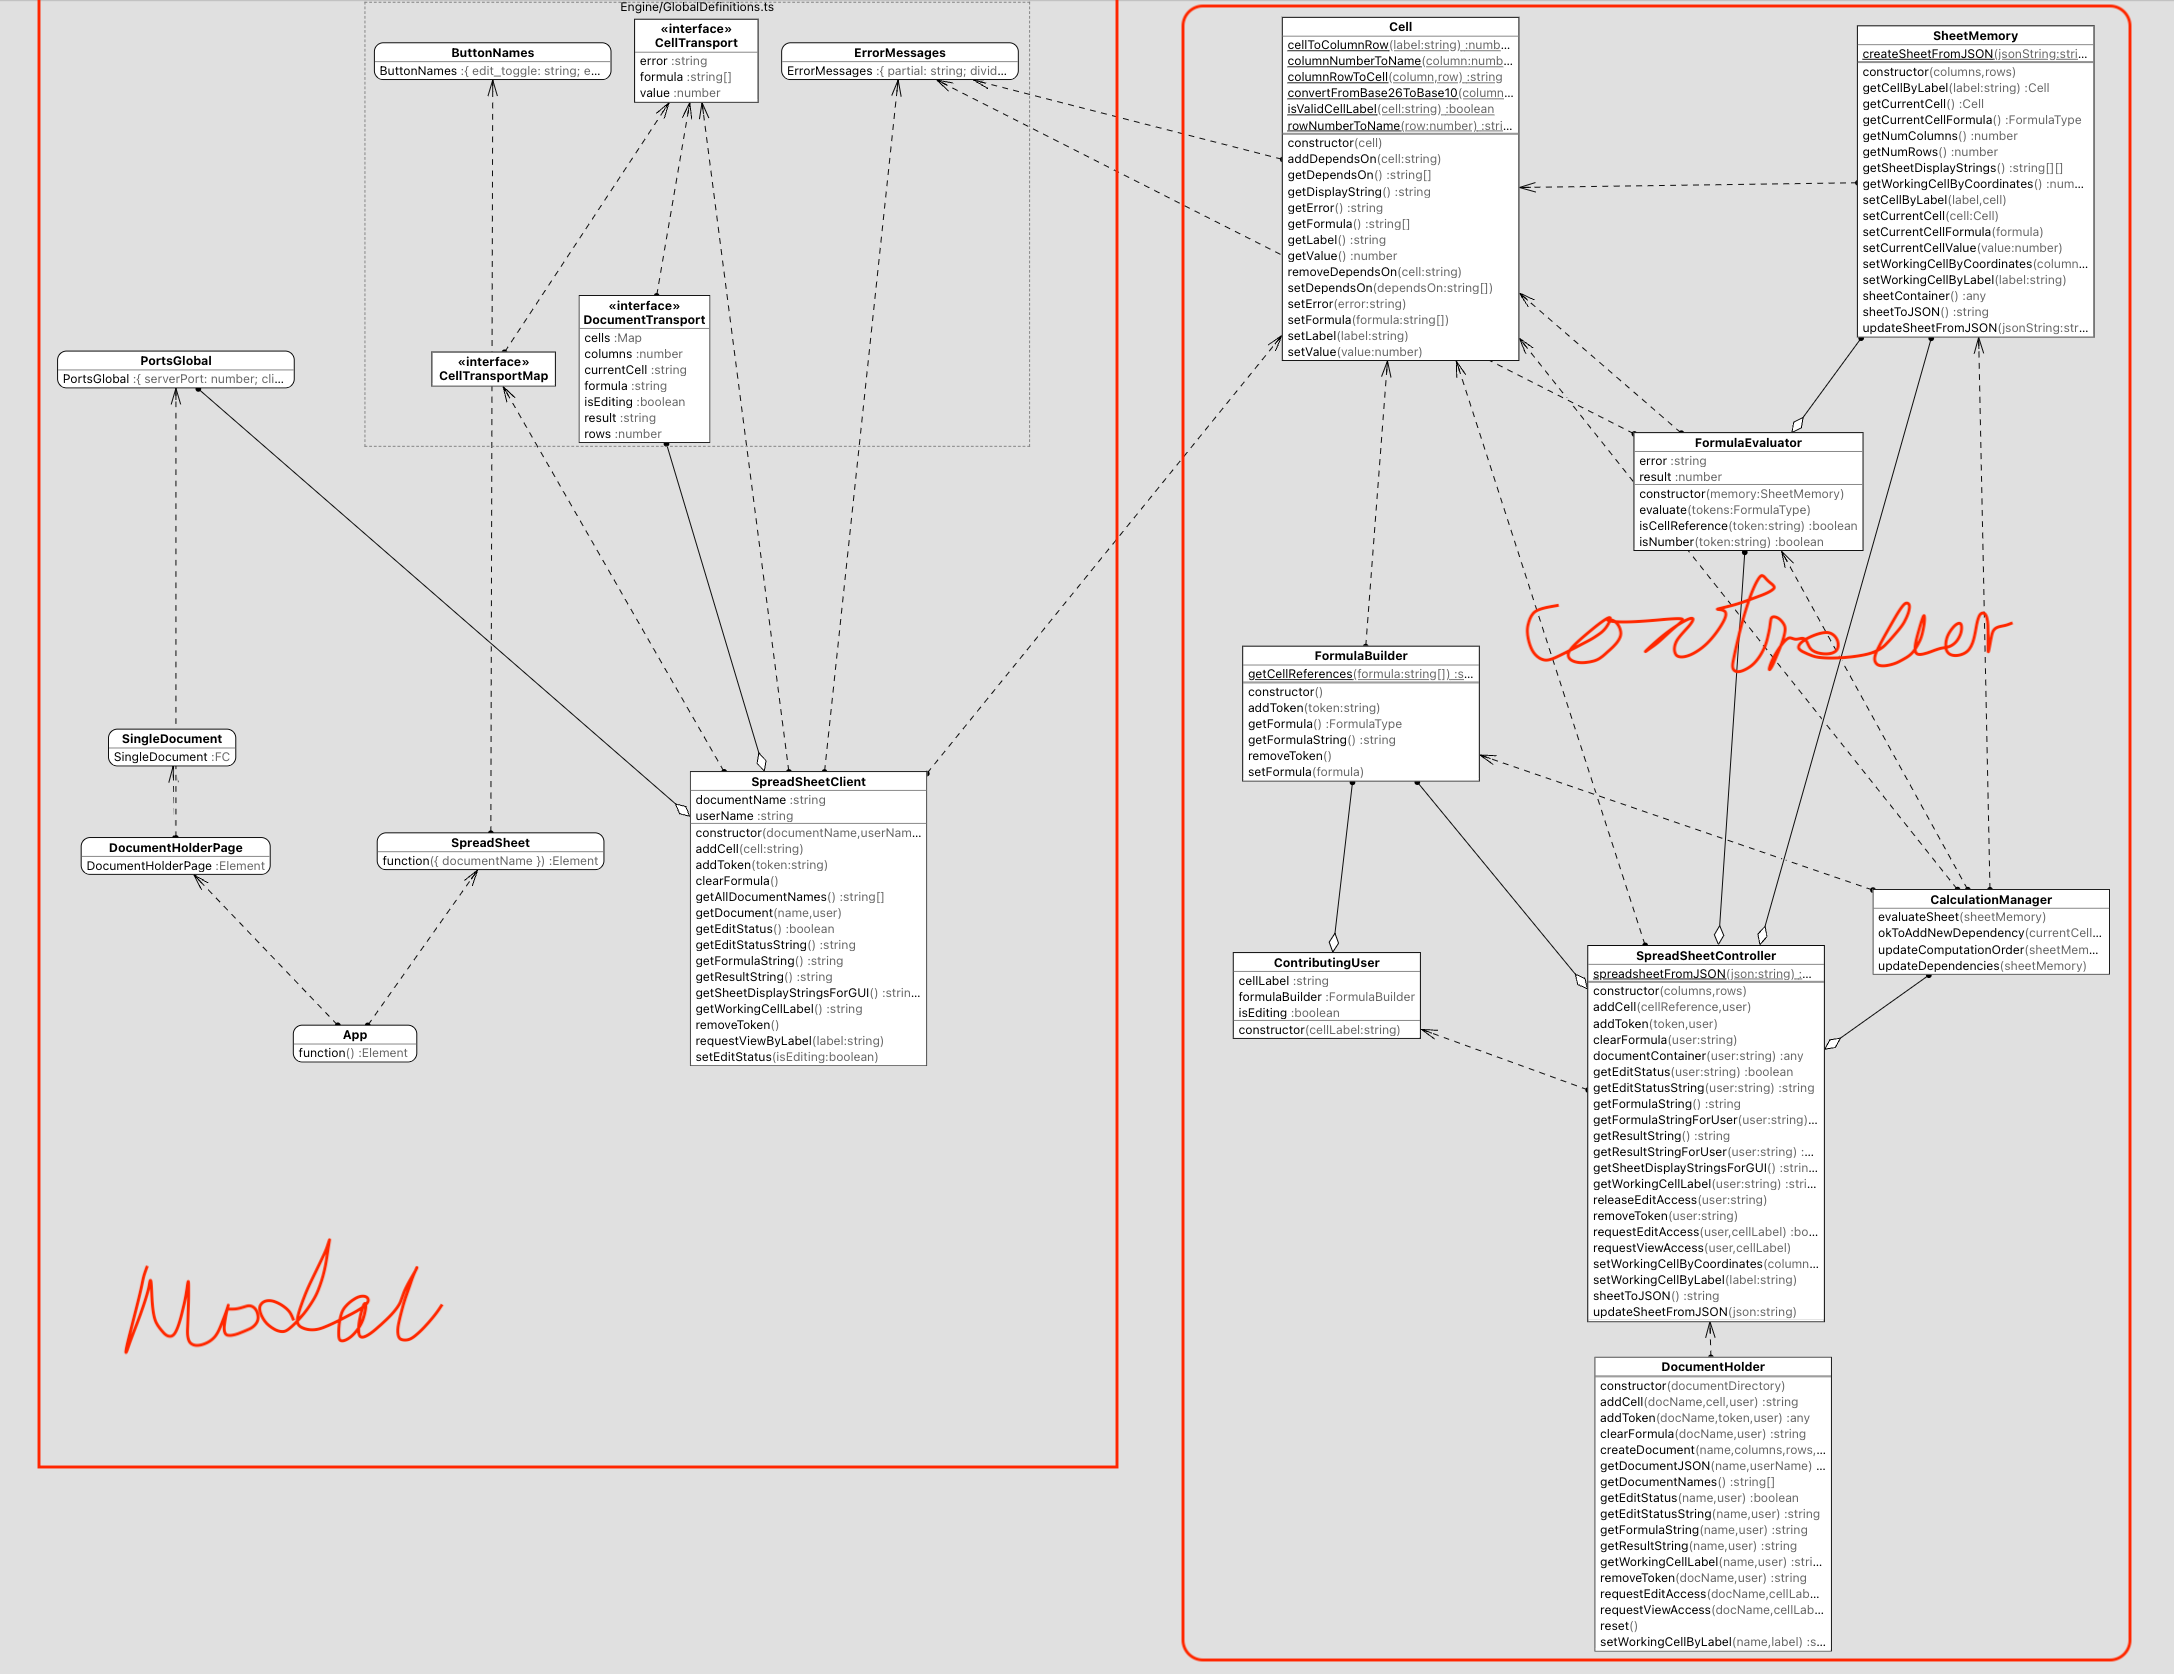 Engine/GlobalDefinitions.ts
ButtonNames
ButtonNames :{ edit_toggle: string; e...
«interface»
CellTransport
error :string
formula :string[]
value :number
ErrorMessages
ErrorMessages :{ partial: string; divid...
«interface»
CellTransportMap
«interface»
DocumentTransport
cells :Map
columns :number
currentCell :string
formula :string
isEditing :boolean
result :string
rows :number
PortsGlobal
PortsGlobal :{ serverPort: number; cli...
SingleDocument
SingleDocument :FC
DocumentHolderPage
DocumentHolderPage :Element
SpreadSheet
function({ documentName }) :Element
App
function() :Element
SpreadSheetClient
documentName :string
userName :string
constructor(documentName,userNam...
addCell(cell:string)
addToken(token:string)
clearFormula()
getAllDocumentNames() :string[]
getDocument(name,user)
getEditStatus() :boolean
getEditStatusString() :string
getFormulaString() :string
getResultString() :string
getSheetDisplayStringsForGUI() :strin...
getWorkingCellLabel() :string
removeToken()
requestViewByLabel(label:string)
setEditStatus(isEditing:boolean)
Modal
Cell
cellToColumnRow(label:string) :numb...
columnNumberToName(column:numb...
columnRowToCell(column,row) :string
convertFromBase26ToBase10(column...
isValidCellLabel(cell:string) :boolean
rowNumberToName(row:number) :stri...
constructor(cell)
addDependsOn(cell:string)
getDependsOn() :string[]
getDisplayString() :string
getError() :string
getFormula() :string[]
getLabel() :string
getValue() :number
removeDependsOn(cell:string)
setDependsOn(dependsOn:string[])
setError(error:string)
setFormula(formula:string[])
setLabel(label:string)
setValue(value:number)
SheetMemory
createSheetFromJSON(jsonString:stri...
constructor(columns,rows)
getCellByLabel(label:string) :Cell
getCurrentCell() :Cell
getCurrentCellFormula() :FormulaType
getNumColumns() :number
getNumRows() :number
getSheetDisplayStrings() :string[][]
getWorkingCellByCoordinates() :num...
setCellByLabel(label,cell)
setCurrentCell(cell:Cell)
setCurrentCellFormula(formula)
setCurrentCellValue(value:number)
setWorkingCellByCoordinates(column...
setWorkingCellByLabel(label:string)
sheetContainer() :any
sheetToJSON() :string
updateSheetFromJSON(jsonString:str...
FormulaEvaluator
error :string
result :number
constructor(memory:SheetMemory)
evaluate(tokens:FormulaType)
isCellReference(token:string) :boolean
isNumber(token:string) :boolean
controller
FormulaBuilder
getCellReferences(formula:string[]) :s...
constructor()
addToken(token:string)
getFormula() :FormulaType
getFormulaString() :string
removeToken()
setFormula(formula)
CalculationManager
evaluateSheet(sheetMemory)
okToAddNewDependency(currentCell...
updateComputationOrder(sheetMem...
updateDependencies(sheetMemory)
ContributingUser
cellLabel :string
formulaBuilder :FormulaBuilder
isEditing :boolean
constructor(cellLabel:string)
SpreadSheetController
spreadsheetFromJSON(json:string) :...
constructor(columns,rows)
addCell(cellReference,user)
addToken(token,user)
clearFormula(user:string)
documentContainer(user:string) :any
getEditStatus(user:string) :boolean
getEditStatusString(user:string) :string
getFormulaString() :string
getFormulaStringForUser(user:string)...
getResultString() :string
getResultStringForUser(user:string) :...
getSheetDisplayStringsForGUI() :strin...
getWorkingCellLabel(user:string) :stri...
releaseEditAccess(user:string)
removeToken(user:string)
requestEditAccess(user,cellLabel) :bo...
requestViewAccess(user,cellLabel)
setWorkingCellByCoordinates(column...
setWorkingCellByLabel(label:string)
sheetToJSON() :string
updateSheetFromJSON(json:string)
DocumentHolder
constructor(documentDirectory)
addCell(docName,cell,user) :string
addToken(docName,token,user) :any
clearFormula(docName,user) :string
createDocument(name,columns,rows,...
getDocumentJSON(name,userName) ...
getDocumentNames() :string[]
getEditStatus(name,user) :boolean
getEditStatusString(name,user) :string
getFormulaString(name,user) :string
getResultString(name,user) :string
getWorkingCellLabel(name,user) :stri...
removeToken(docName,user) :string
requestEditAccess(docName,cellLab...
requestViewAccess(docName,cellLab...
reset()
setWorkingCellByLabel(name,label) :s...